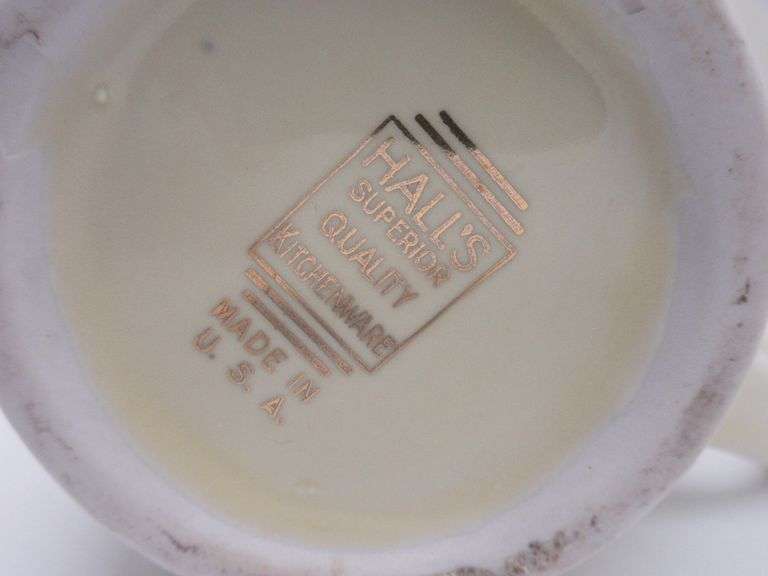 HALL'S
SUPERIOR
QUALITY
KITCHENWARE
MADE IN
U. S. A.